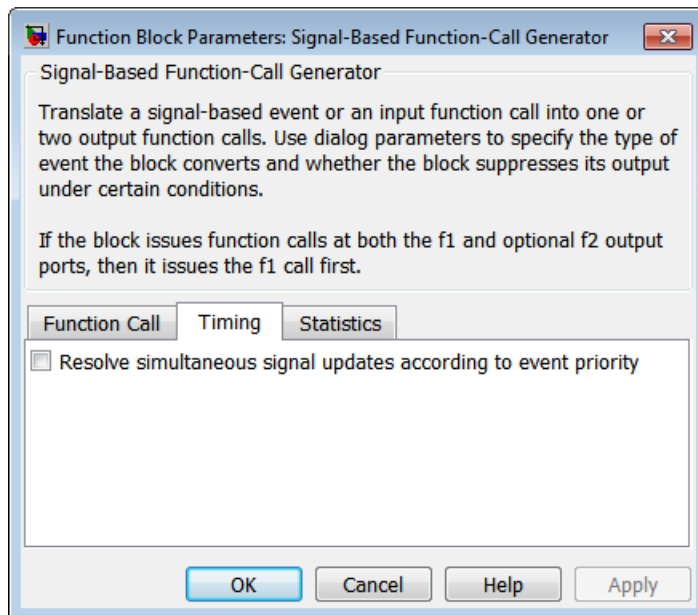 Function Block Parameters: Signal-Based Function-Call Generator
Signal-Based Function-Call Generator
Translate a signal-based event or an input function call into one or
two output function calls. Use dialog parameters to specify the type of
event the block converts and whether the block suppresses its output
under certain conditions.
If the block issues function calls at both the f1 and optional f2 output
ports, then it issues the f1 call first.
Function Call
Timing
Statistics
Resolve simultaneous signal updates according to event priority
OK
Cancel
Help
Apply